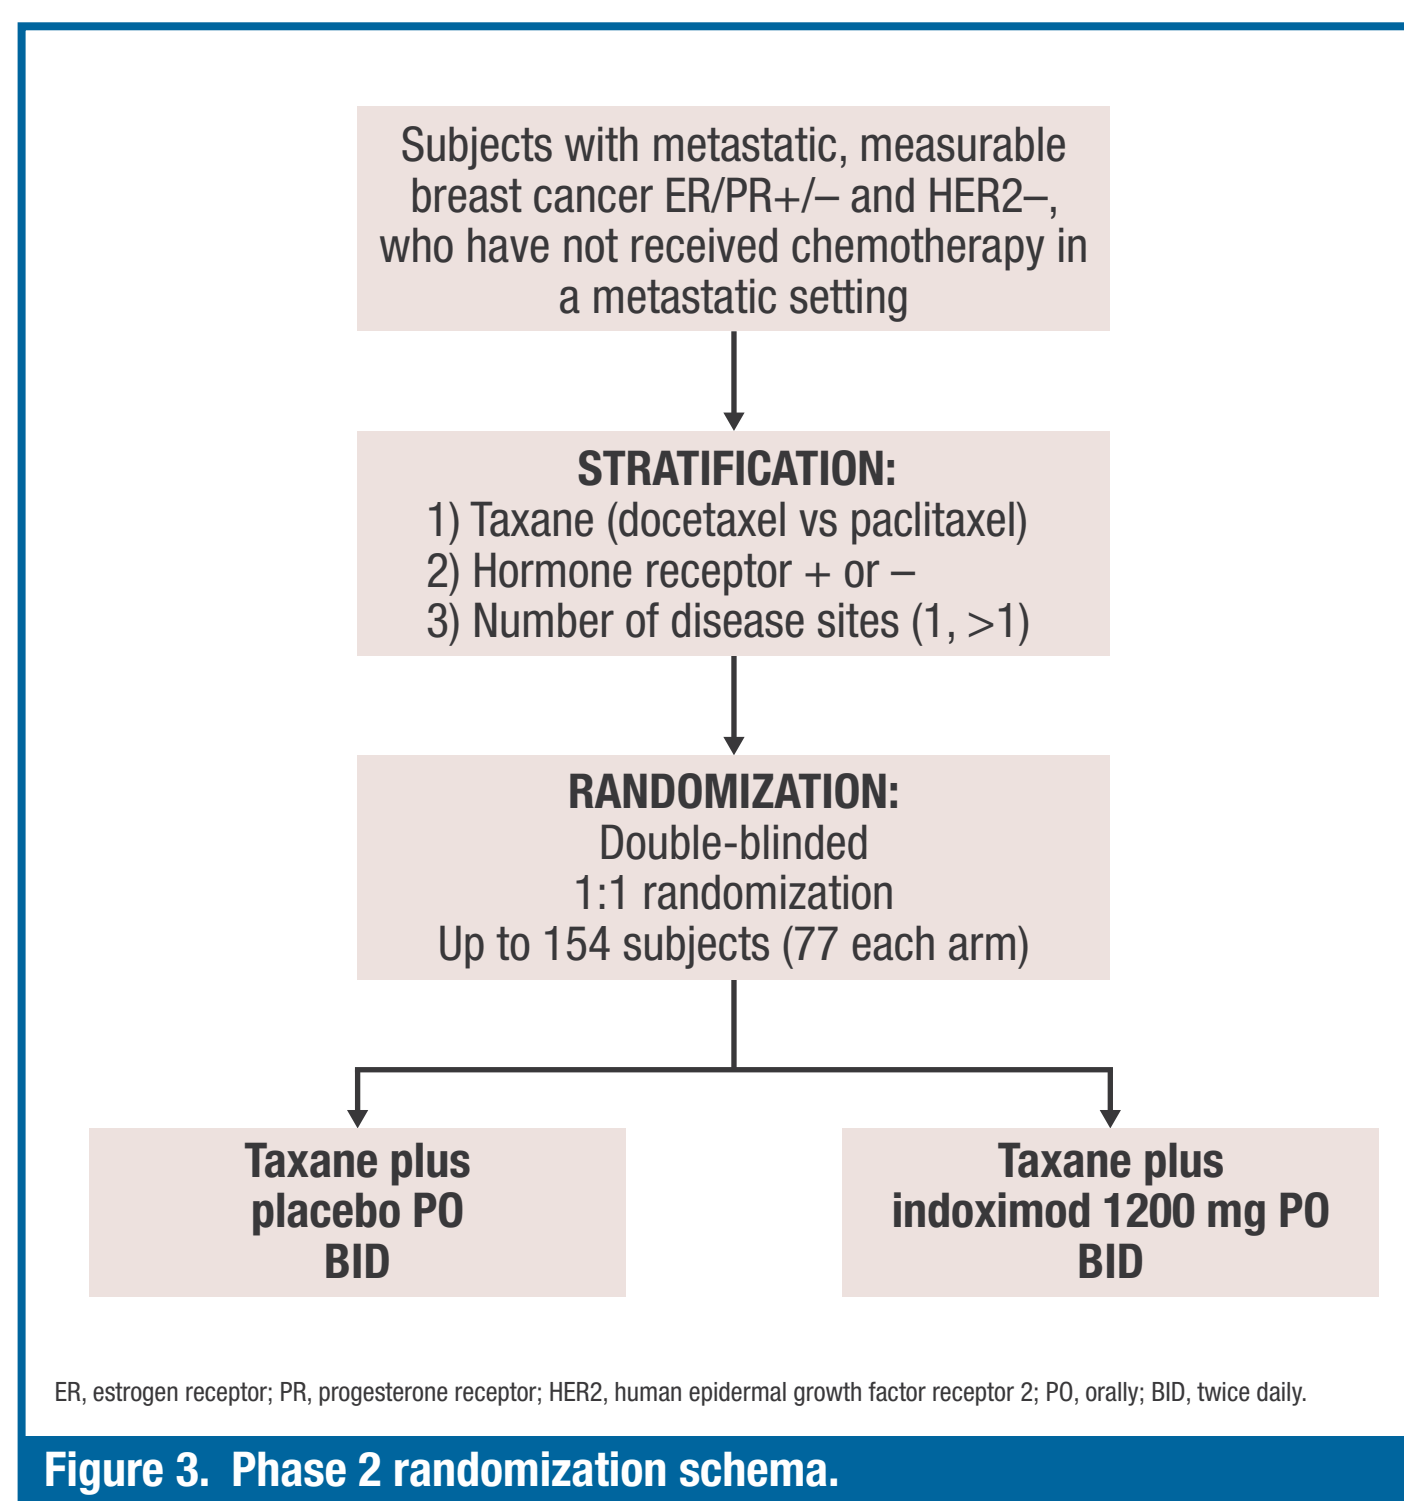 Subjects with metastatic, measurable
breast cancer ER/PR+/– and HER2–,
who have not received chemotherapy in
a metastatic setting
STRATIFICATION:
1) Taxane (docetaxel vs paclitaxel)
2) Hormone receptor + or –
3) Number of disease sites (1, >1)
RANDOMIZATION:
Double-blinded
1:1 randomization
Up to 154 subjects (77 each arm)
Taxane plus
placebo PO
BID
Taxane plus
indoximod 1200 mg PO
BID
ER, estrogen receptor; PR, progesterone receptor; HER2, human epidermal growth factor receptor 2; PO, orally; BID, twice daily.
Figure 3. Phase 2 randomization schema.